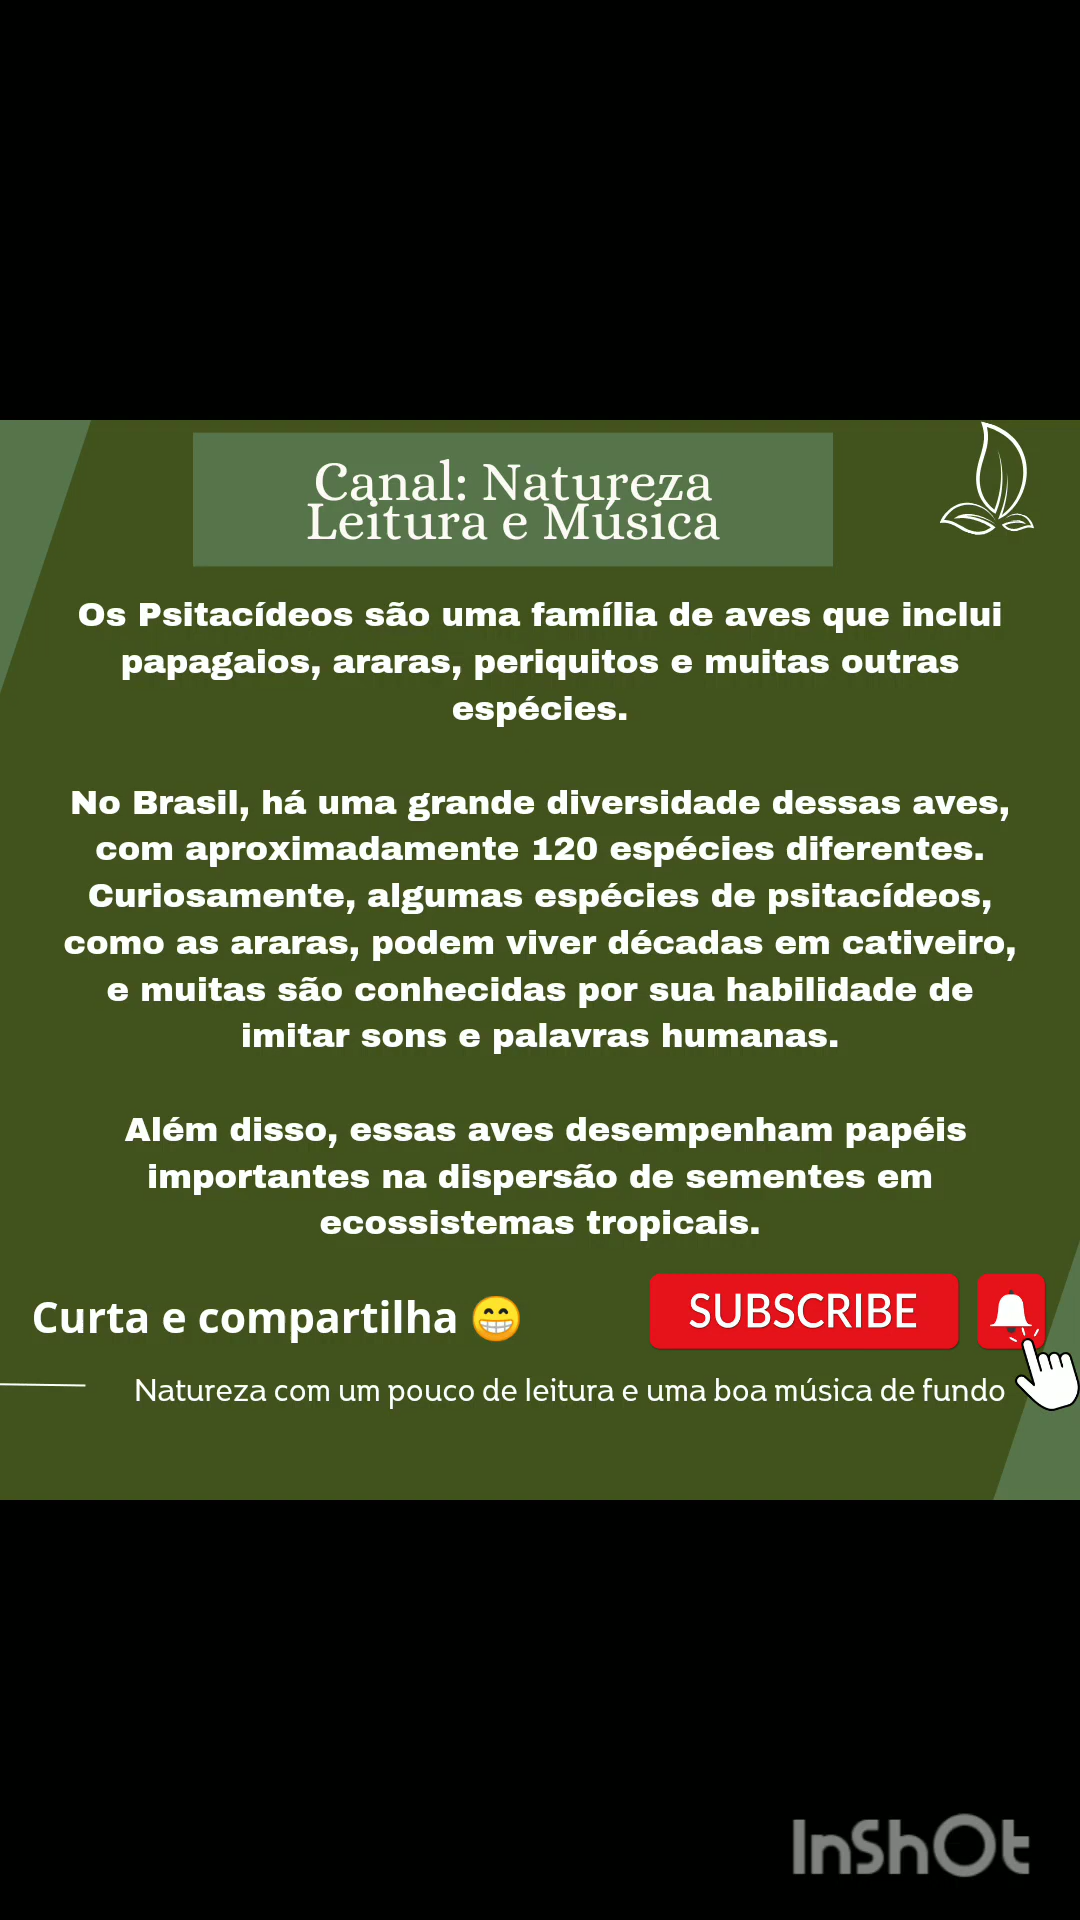 Canal: Natureza
Leitura e Música
Os Psitacídeos são uma família de aves que inclui
papagaios, araras, periquitos e muitas outras
espécies.
No Brasil, há uma grande diversidade dessas aves,
com aproximadamente 120 espécies diferentes.
Curiosamente, algumas espécies de psitacídeos,
como as araras, podem viver décadas em cativeiro,
e muitas são conhecidas por sua habilidade de
imitar sons e palavras humanas.
Além disso, essas aves desempenham papéis
importantes na dispersão de sementes em
ecossistemas tropicais.
Curta e compartilha 😁
SUBSCRIBE
Natureza com um pouco de leitura e uma boa música de fundo
InShOt